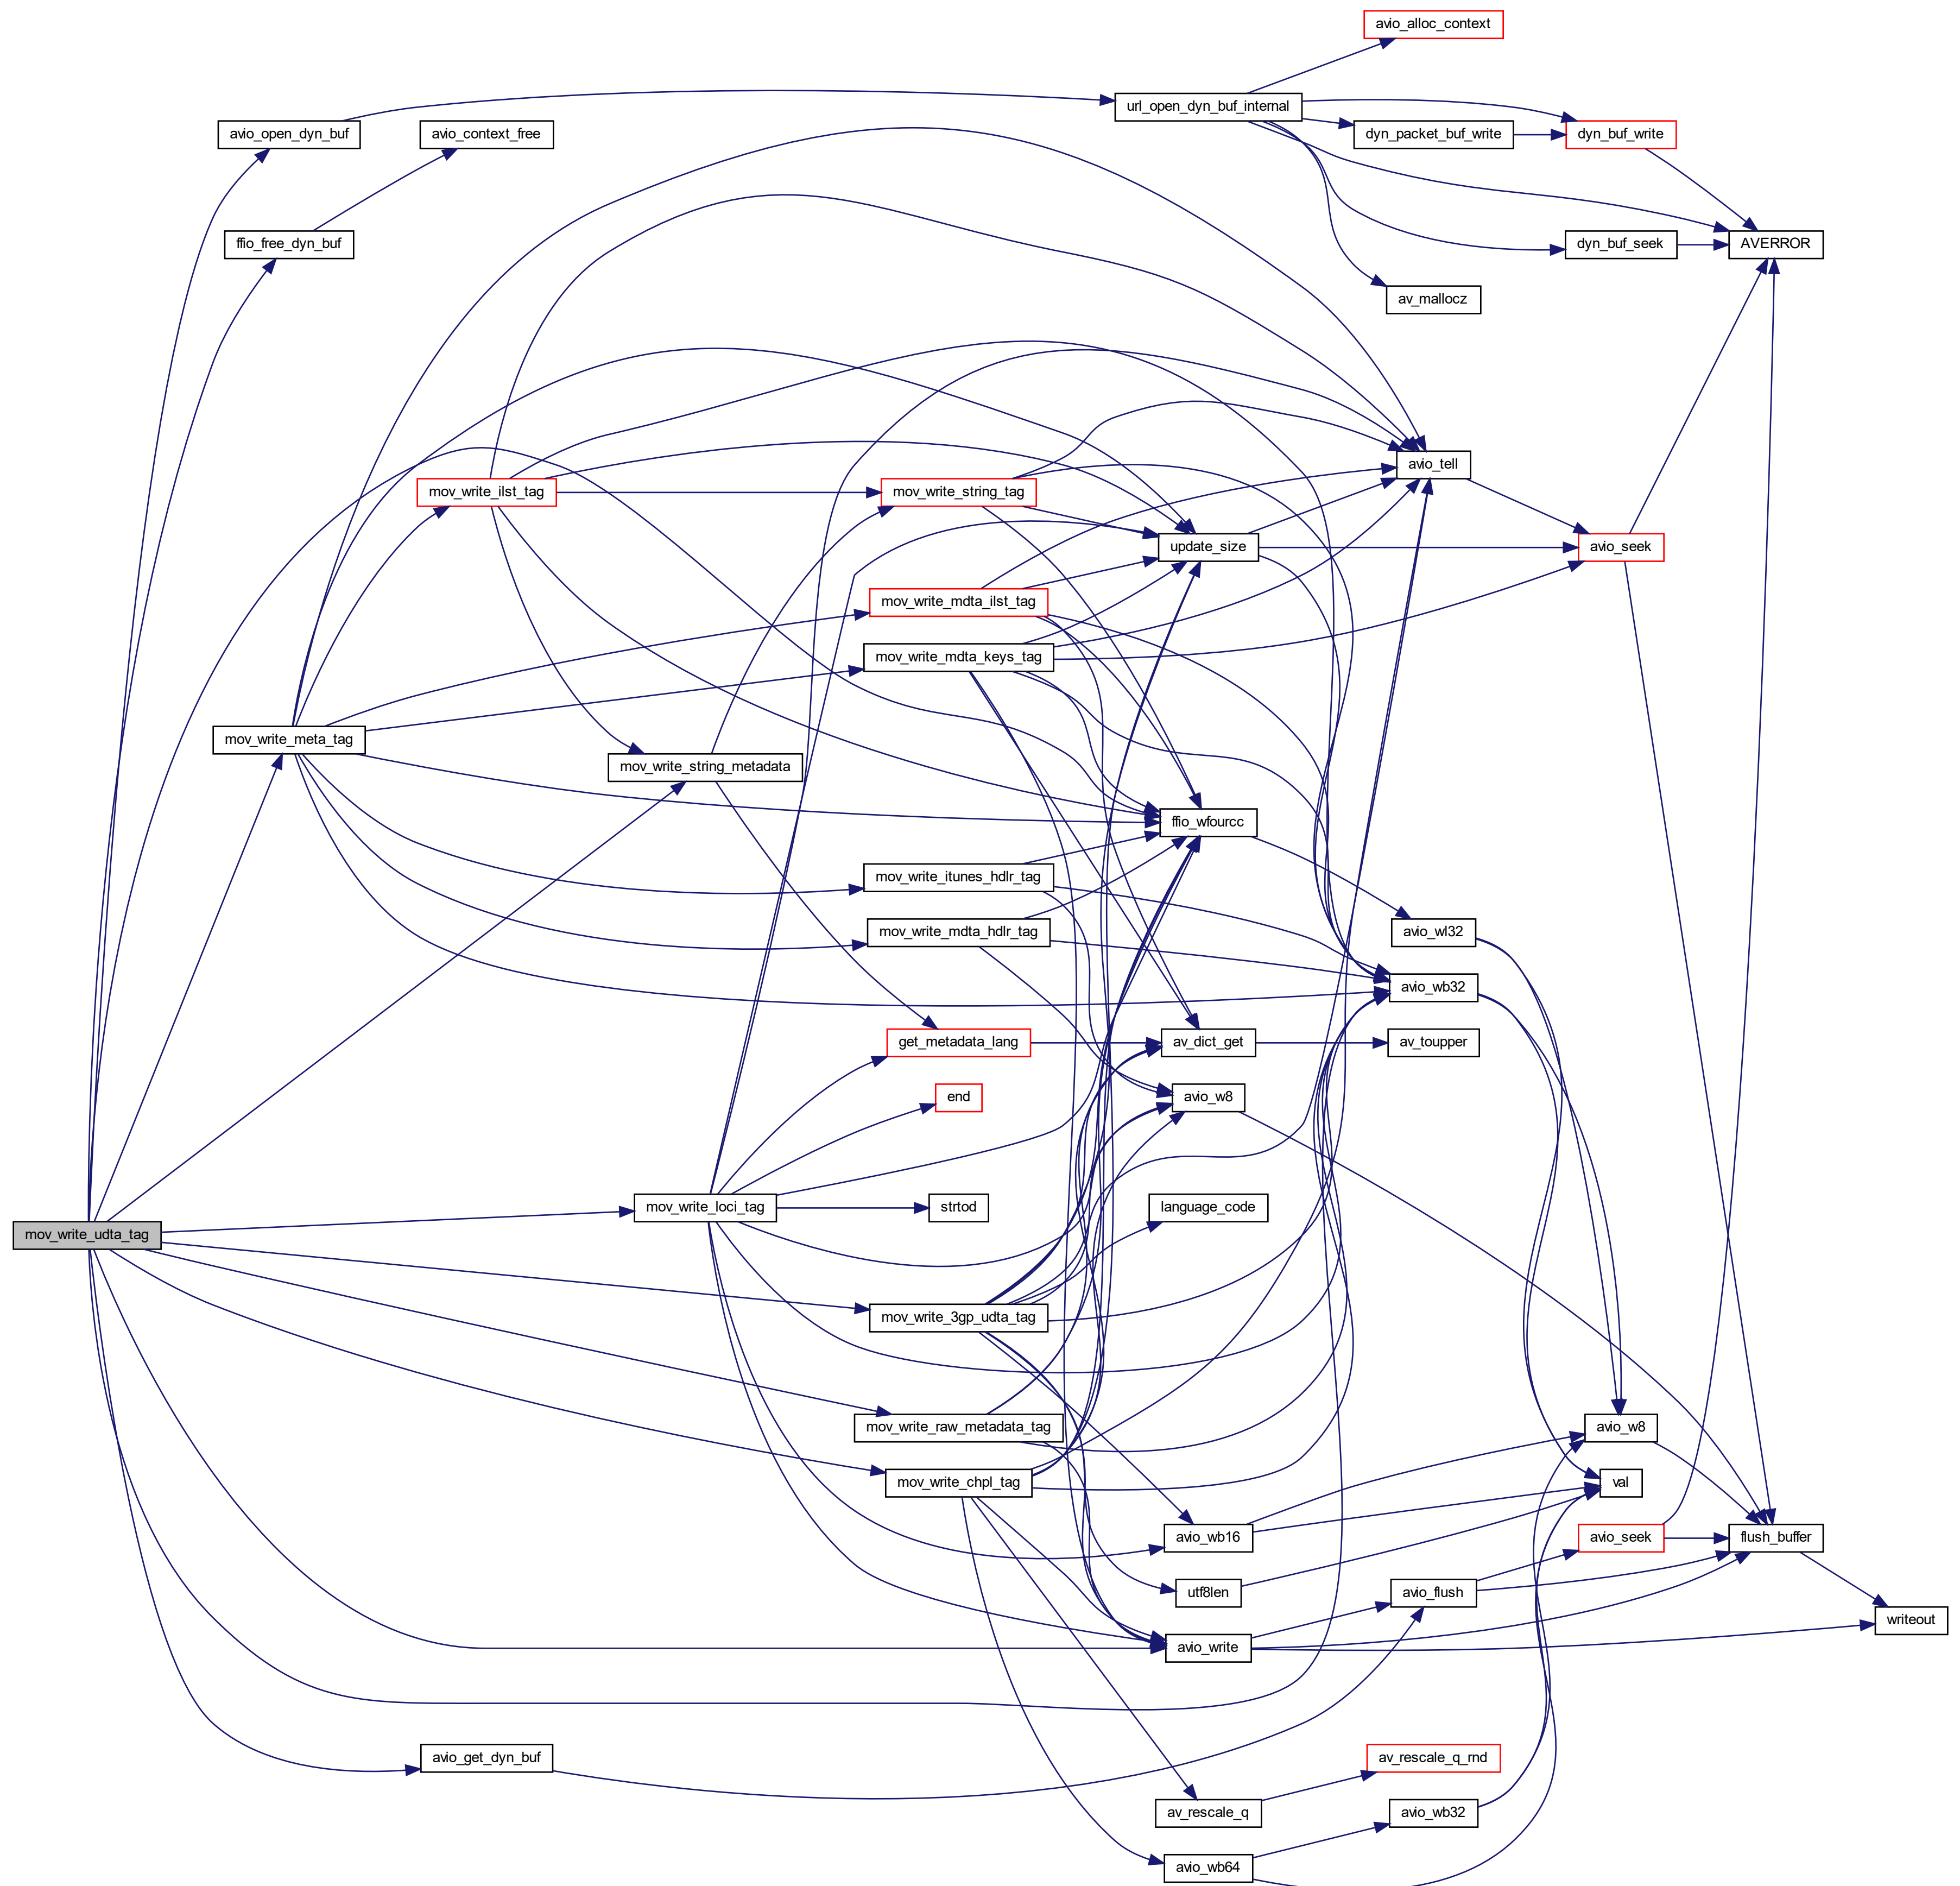 avio_alloc_context
url_open_dyn_buf_internal
avio_open_dyn_buf
avio_context_free
dyn_packet_buf_write
dyn_buf_write
ffio_free_dyn_buf
dyn_buf_seek
AVERROR
av_mallocz
avio_tell
mov_write_ilst_tag
mov_write_string_tag
update_size
avio_seek
mov_write_mdta_ilst_tag
mov_write_mdta_keys_tag
mov_write_meta_tag
mov_write_string_metadata
ffio_wfourcc
mov_write_itunes_hdlr_tag
mov_write_mdta_hdlr_tag
avio_wl32
avio_wb32
get_metadata_lang
av_dict_get
av_toupper
end
avio_w8
mov_write_loci_tag
strtod
language_code
mov_write_udta_tag
mov_write_3gp_udta_tag
mov_write_raw_metadata_tag
avio_w8
mov_write_chpl_tag
val
avio_wb16
avio_seek
flush_buffer
utf8len
avio_flush
writeout
avio_write
avio_get_dyn_buf
av_rescale_q_rnd
av_rescale_q
avio_wb32
avio_wb64